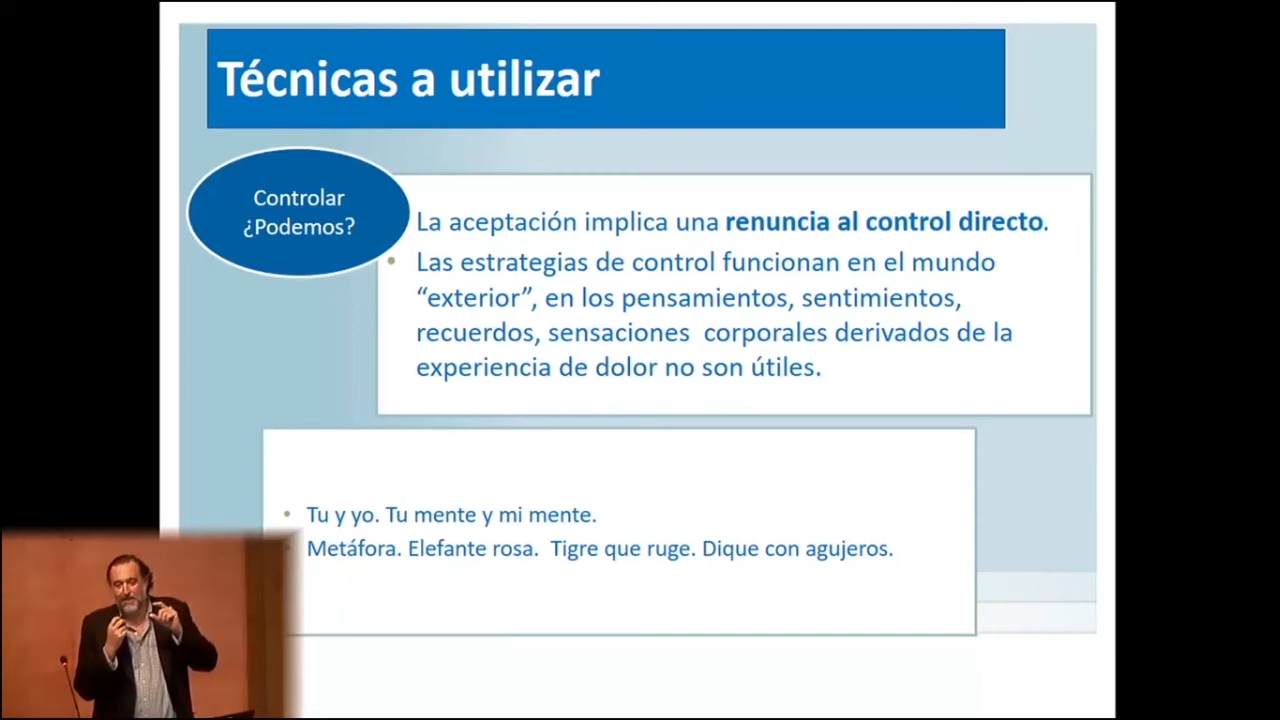 Técnicas a utilizar
Controlar
¿Podemos?
La aceptación implica una renuncia al control directo.
• Las estrategias de control funcionan en el mundo
“exterior”, en los pensamientos, sentimientos,
recuerdos, sensaciones corporales derivados de la
experiencia de dolor no son útiles.
• Tu y yo. Tu mente y mi mente.
• Metáfora. Elefante rosa. Tigre que ruge. Dique con agujeros.